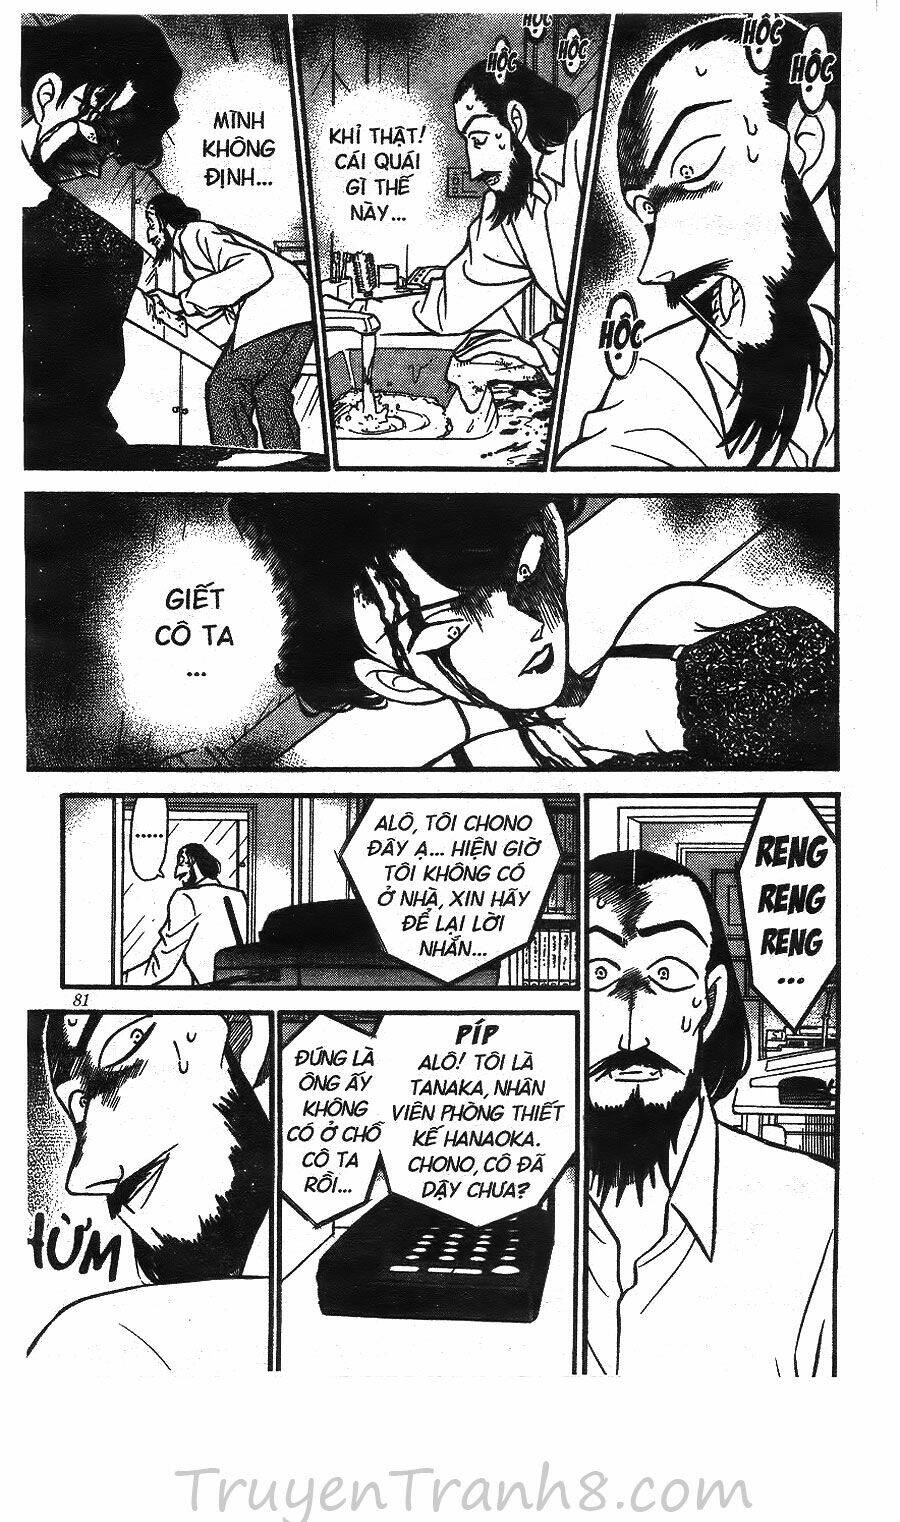 HỘC
HỘC
HỘC
HỘC
HỘC
HỘC
KHỈ THẬT!
CÁI QUÁI
GÌ THẾ
NÀY...
MÌNH
KHÔNG
ĐỊNH...
GIẾT
CÔ TA
...
RENG
RENG
RENG
...
ALÔ, TÔI CHONO
ĐÂY Ạ... HIỆN GIỜ
TÔI KHÔNG CÓ
Ở NHÀ, XIN HÃY
ĐỂ LẠI LỜI
NHẮN...
......
81
PÍP
ALÔ! TÔI LÀ
TANAKA, NHÂN
VIÊN PHÒNG THIẾT
KẾ HANAOKA.
CHONO, CÔ ĐÃ
DẬY CHƯA?
ĐÚNG LÀ
ÔNG ẤY
KHÔNG
CÓ Ở CHỖ
CÔ TA
RỒI...
HỪM
TruyenTranh8.com